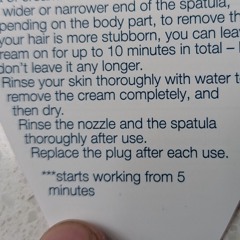 wider or narrower end of the spatula,
pending on the body part, to remove th
your hair is more stubborn, you can leav
ream on for up to 10 minutes in total –
don't leave it any longer.
Rinse your skin thoroughly with water to
remove the cream completely, and
then dry.
Rinse the nozzle and the spatula
thoroughly after use.
Replace the plug after each use.
***starts working from 5
minutes